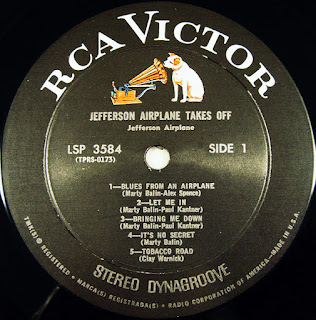 RCA VICTOR
JEFFERSON AIRPLANE TAKES OFF
Jefferson Airplane
LSP 3584
(TPRS-0173)
SIDE 1
1—BLUES FROM AN AIRPLANE
(Marty Balin-Alex Spence)
2—LET ME IN
(Marty Balin-Paul Kantner)
3—BRINGING ME DOWN
(Marty Balin-Paul Kantner)
4—IT'S NO SECRET
(Marty Balin)
5—TOBACCO ROAD
(Clay Warnick)
STEREO DYNAGROOVE
TMK(S) ® REGISTERED • MARCA(S) REGISTRADA(S) • RADIO CORPORATION OF AMERICA—MADE IN U.S.A.